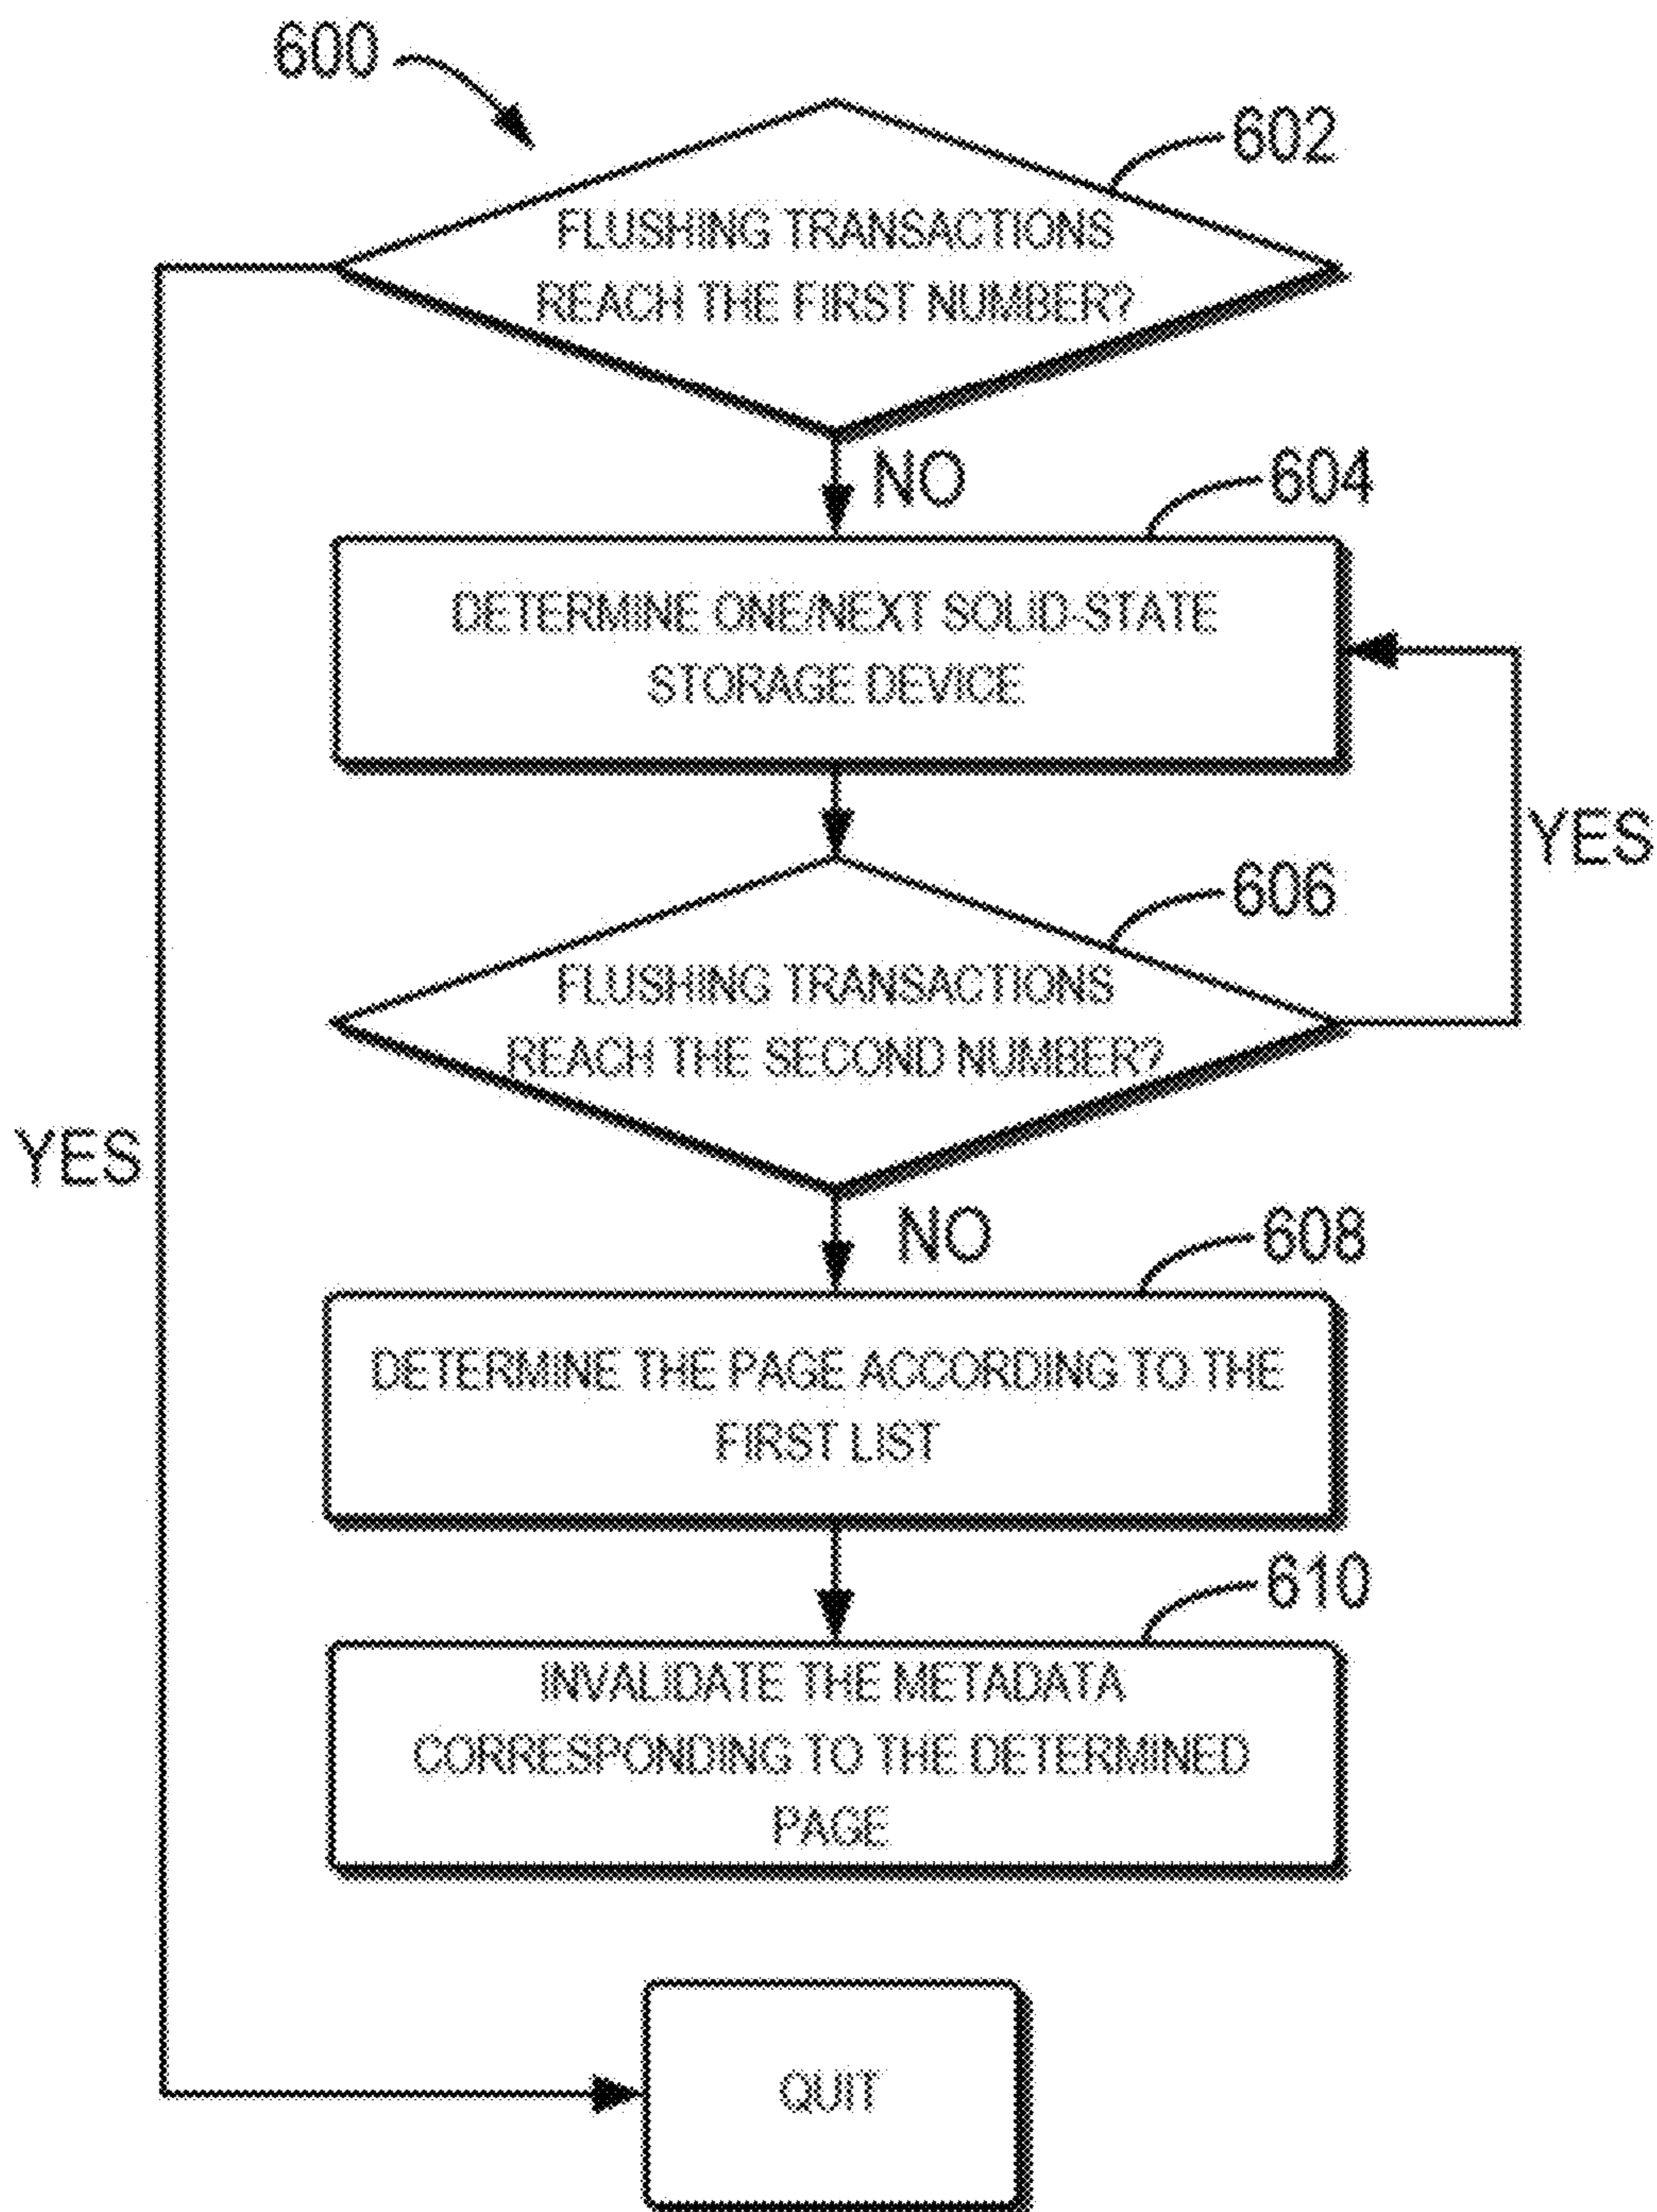 600
602
FLUSHING TRANSACTIONS
REACH THE FIRST NUMBER?
NO
604
DETERMINE ONE/NEXT SOLID-STATE
STORAGE DEVICE
YES
606
FLUSHING TRANSACTIONS
REACH THE SECOND NUMBER?
YES
NO
608
DETERMINE THE PAGE ACCORDING TO THE
FIRST LIST
610
INVALIDATE THE METADATA
CORRESPONDING TO THE DETERMINED
PAGE
QUIT